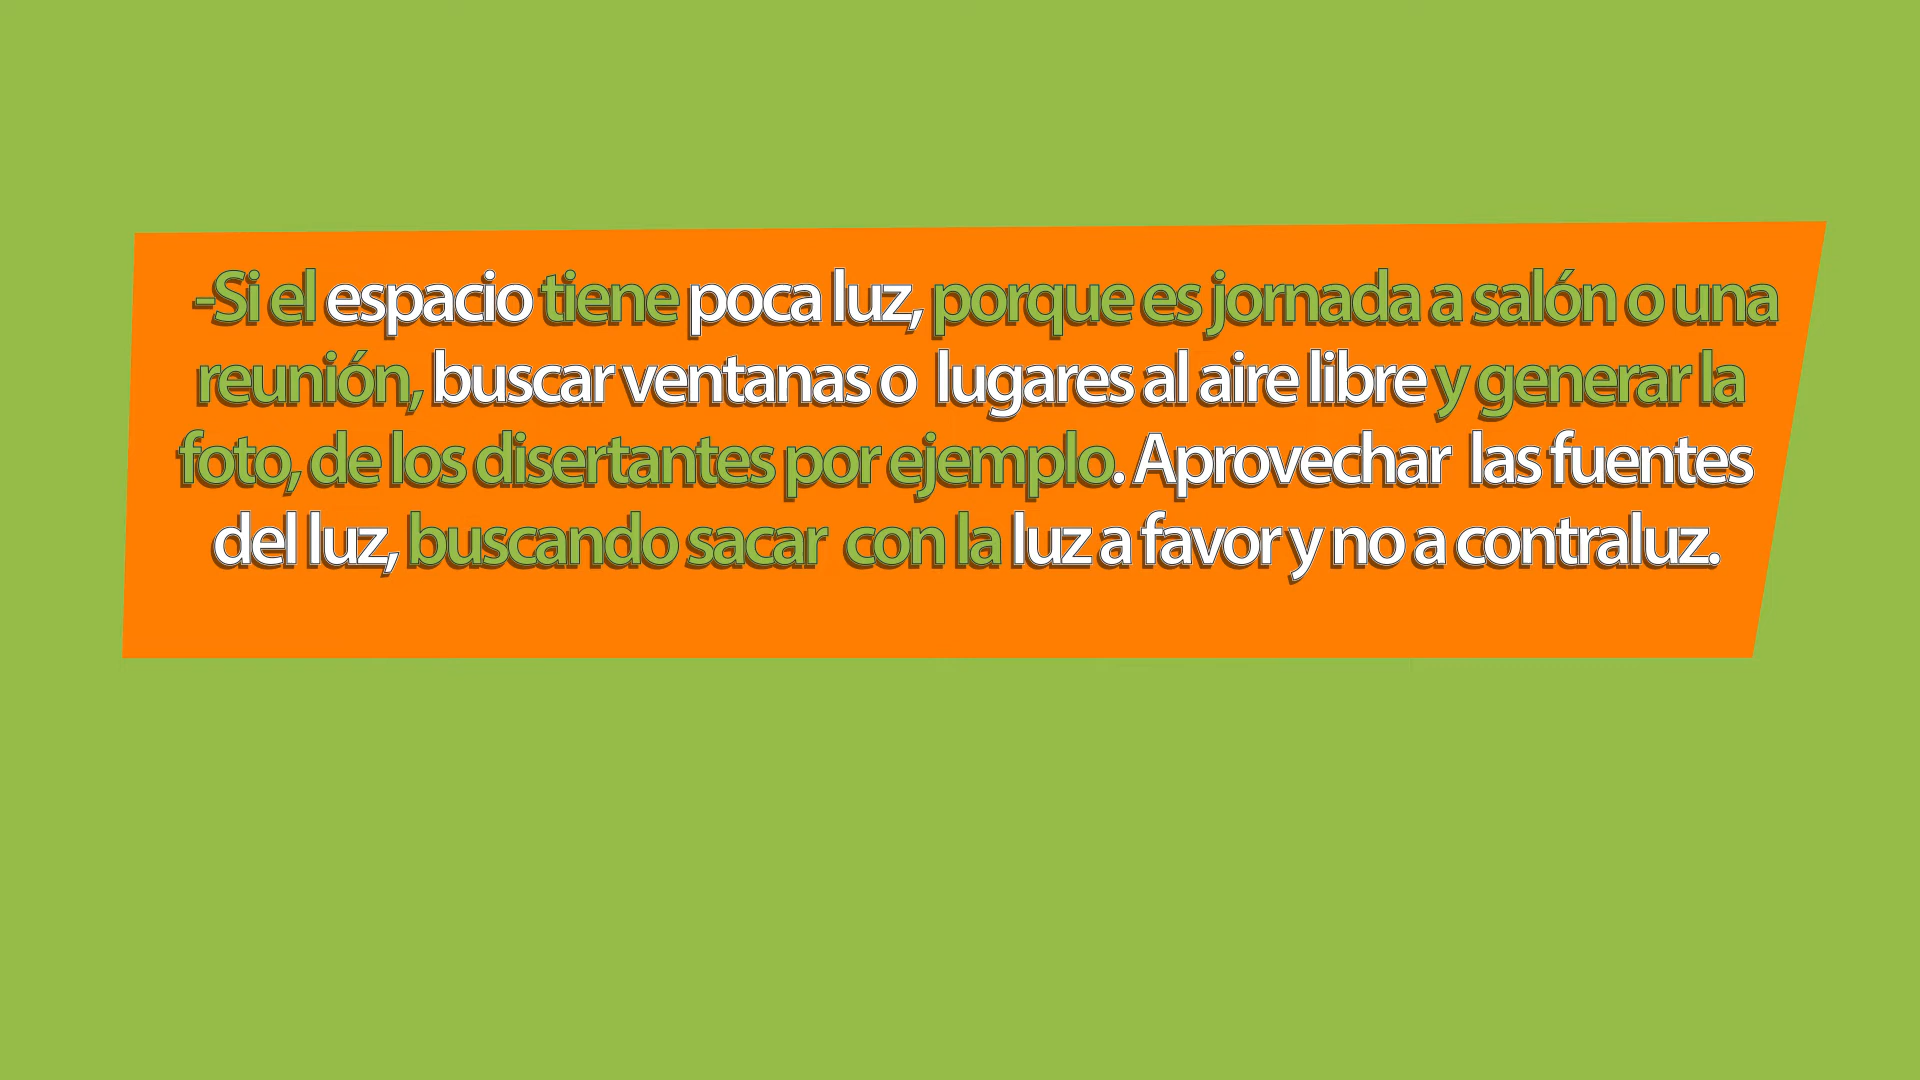 -Si el espacio tiene poca luz, porque es jornada a salón o una
reunión, buscar ventanas o lugares al aire libre y generar la
foto, de los disertantes por ejemplo. Aprovechar las fuentes
del luz, buscando sacar con la luz a favor y no a contraluz.